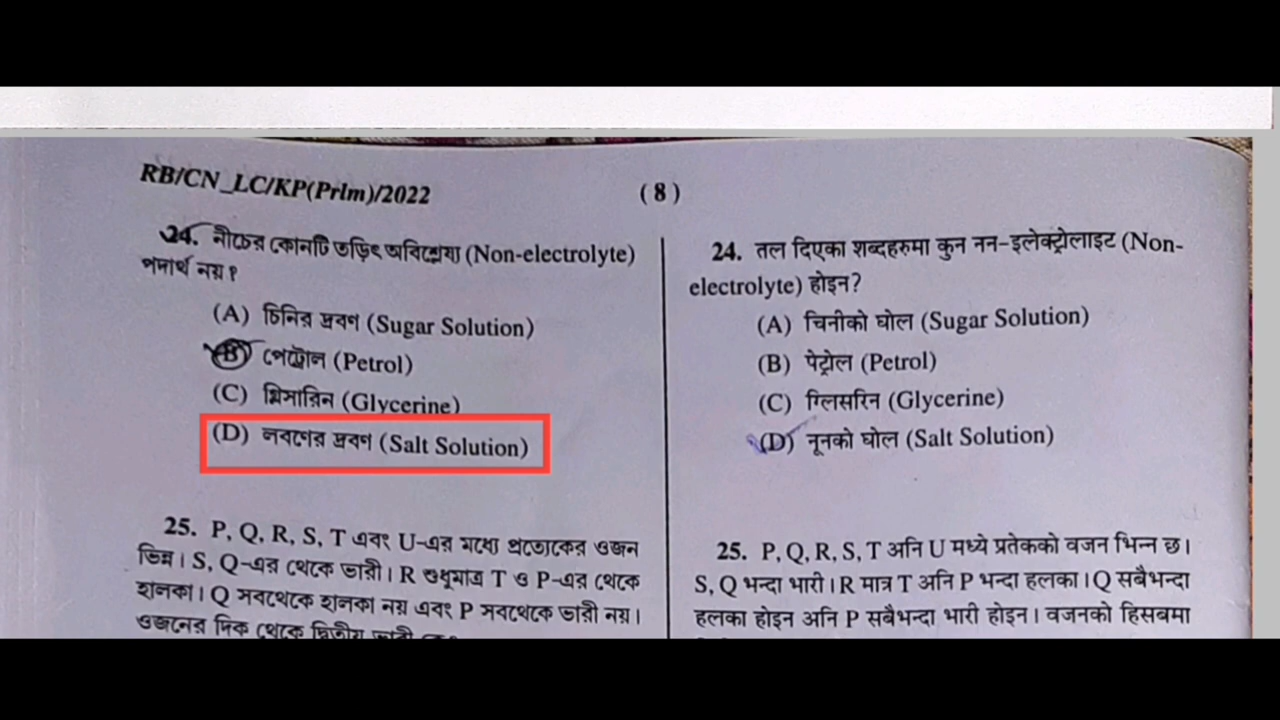 RB/CN_LC/KP(Prlm)/2022
(8)
24. নীচের কোনটি তড়িৎ অবিশ্লেষ্য (Non-electrolyte)
পদার্থ নয়?
(A) চিনির দ্রবণ (Sugar Solution)
(B) পেট্রোল (Petrol)
(C) গ্লিসারিন (Glycerine)
(D) লবণের দ্রবণ (Salt Solution)
25. P, Q, R, S, T এবং U-এর মধ্যে প্রত্যেকের ওজন
ভিন্ন। S, Q-এর থেকে ভারী। R শুধুমাত্র T ও P-এর থেকে
হালকা। Q সবথেকে হালকা নয় এবং P সবথেকে ভারী নয়।
ওজনের দিক থেকে দ্বিতীয় ভারী কে?
24. तल दिएका शब्दहरुमा कुन नन-इलेक्ट्रोलाइट (Non-
electrolyte) होइन?
(A) चिनीको घोल (Sugar Solution)
(B) पेट्रोल (Petrol)
(C) ग्लिसरिन (Glycerine)
(D) नूनको घोल (Salt Solution)
25. P, Q, R, S, T अनि U मध्ये प्रतेकको वजन भिन्न छ।
S, Q भन्दा भारी। R मात्र T अनि P भन्दा हलका। Q सबैभन्दा
हलका होइन अनि P सबैभन्दा भारी होइन। वजनको हिसबमा